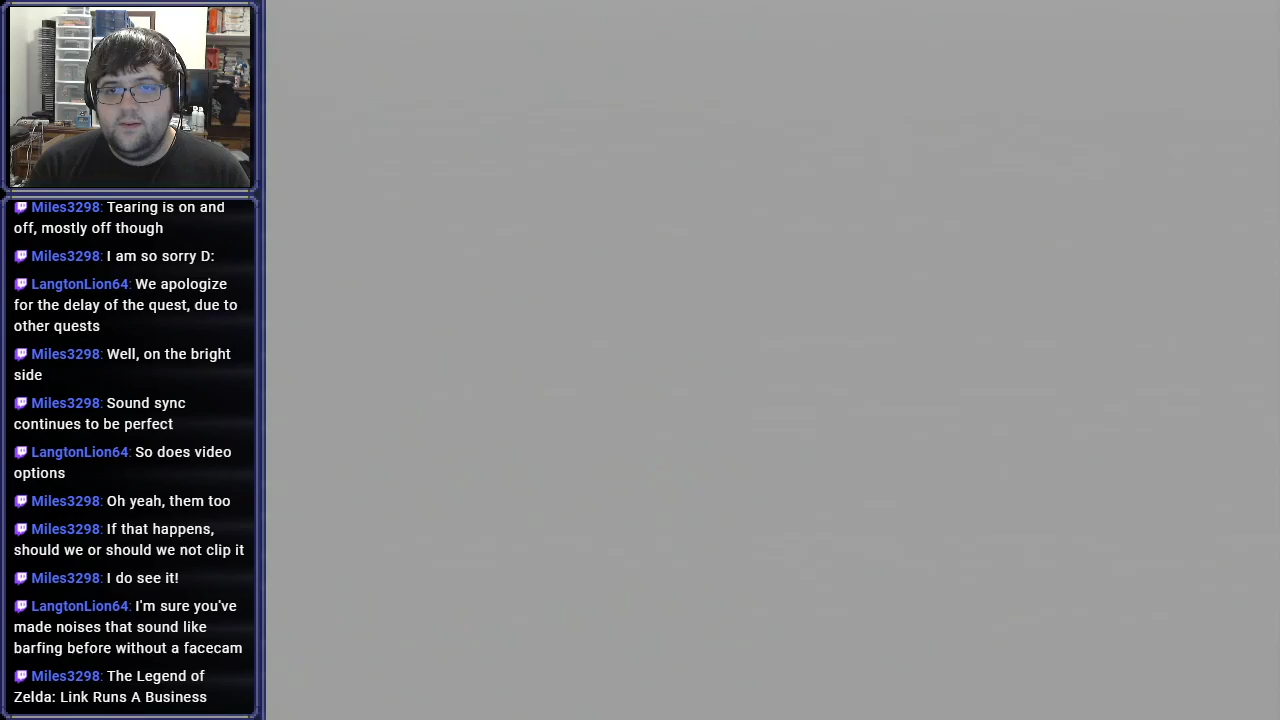 Miles3298: Tearing is on and
off, mostly off though
Miles3298: I am so sorry D:
LangtonLion64: We apologize
for the delay of the quest, due to
other quests
Miles3298: Well, on the bright
side
Miles3298: Sound sync
continues to be perfect
LangtonLion64: So does video
options
Miles3298: Oh yeah, them too
Miles3298: If that happens,
should we or should we not clip it
Miles3298: I do see it!
LangtonLion64: I'm sure you've
made noises that sound like
barfing before without a facecam
Miles3298: The Legend of
Zelda: Link Runs A Business